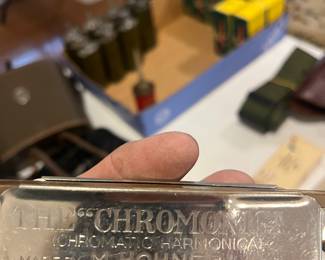 THE "CHROMONICA
(CHROMATIC HARMONICA)
HOHNER